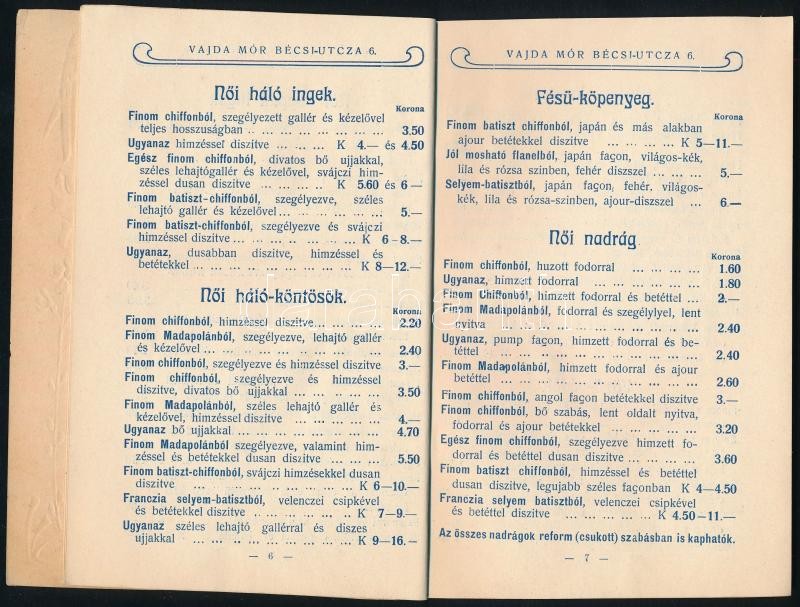 VAJDA MÓR BÉCSI-UTCZA 6.
Női háló ingek.
Korona
Finom chiffonból, szegélyezett gallér és kézelővel
teljes hosszuságban .. ... ... ... ... ... ... 3.50
Ugyanaz himzéssel diszitve ... ... ... K 4.— és 4.50
Egész finom chiffonból, divatos bő ujjakkal,
széles lehajtógallér és kézelővel, svájczi him-
zéssel dusan diszitve .. ... ... .. K 5.60 és 6 —
Finom batiszt-chiffonból, szegélyezve, széles
lehajtó gallér és kézelővel... ... ... ... ... 5.—
Finom batiszt-chiffonból, szegélyezve és svájczi
himzéssel diszitve ... ... .. ... ... ... K 6 – 8.—
Ugyanaz, dusabban diszitve, himzéssel és
betétekkel ... ... ... ... ... ... ... ... K 8—12.—
Női háló-köntösök.
Korona
Finom chiffonból, himzéssel diszitve... ... ... ... 2.20
Finom Madapolánból, szegélyezve, lehajtó gallér
és kézelővel ... ... ... ... ... ... ... ... 2.40
Finom chiffonból, szegélyezve és himzéssel diszitve 3.—
Finom chiffonból, szegélyezve és himzéssel
diszitve, divatos bő ujjakkal ... ... ... ... 3.50
Finom Madapolánból, széles lehajtó gallér és
kézelővel, himzéssel diszitve... ... ... ... 4.—
Ugyanaz bő ujjakkal ... ... ... ... ... ... ... 4.70
Finom Madapolánból szegélyezve, valamint him-
zéssel és betétekkel dusan diszitve ... ... 5.50
Finom batiszt-chiffonból, svájczi himzésekkel dusan
diszitve ... ... ... ... ... ... ... K 6—10.—
Franczia selyem-batisztból, velenczei csipkével
és betétekkel diszitve ... ... ... ... K 7—9.—
Ugyanaz széles lehajtó gallérral és diszes
ujjakkal ... .. ... .. ... ... ... ... K 9—16.—
— 6 —
VAJDA MÓR BÉCSI-UTCZA 6.
Fésü-köpenyeg.
Korona
Finom batiszt chiffonból, japán és más alakban
ajour betétekkel diszitve ... ... ... ... K 5—11.—
Jól mosható flanelból, japán façon, világos-kék,
lila és rózsa szinben, fehér diszszel ... ... ... 5.—
Selyem-batisztból, japán façon, fehér, világos-
kék, lila és rózsa-szinben, ajour-diszszel ... 6.—
Női nadrág.
Korona
Finom chiffonból, huzott fodorral ... ... ... ... 1.60
Ugyanaz, himzett fodorral ... ... ... ... ... 1.80
Finom Chiffonból, himzett fodorral és betéttel ... 2.—
Finom Madapolánból, fodorral és szegélylyel, lent
nyitva ... ... ... ... ... ... ... ... ... 2.40
Ugyanaz, pump façon, himzett fodorral és be-
téttel ... ... ... ... ... ... ... ... ... 2.40
Finom Madapolánból, himzett fodorral és ajour
betéttel ... ... ... ... ... ... ... ... ... 2.60
Finom chiffonból, angol façon betétekkel diszitve 3.—
Finom chiffonból, bő szabás, lent oldalt nyitva,
fodorral és ajour betétekkel ... ... ... ... 3.20
Egész finom chiffonból, szegélyezve himzett fo-
dorral és betéttel dusan diszitve ... ... ... 3.60
Finom batiszt chiffonból, himzéssel és betéttel
dusan diszitve, legujabb széles façonban K 4—4.50
Franczia selyem batisztból, velenczei csipkével
és betéttel diszitve ... ... ... ... K 4.50—11.—
Az összes nadrágok reform (csukott) szabásban is kaphatók.
— 7 —